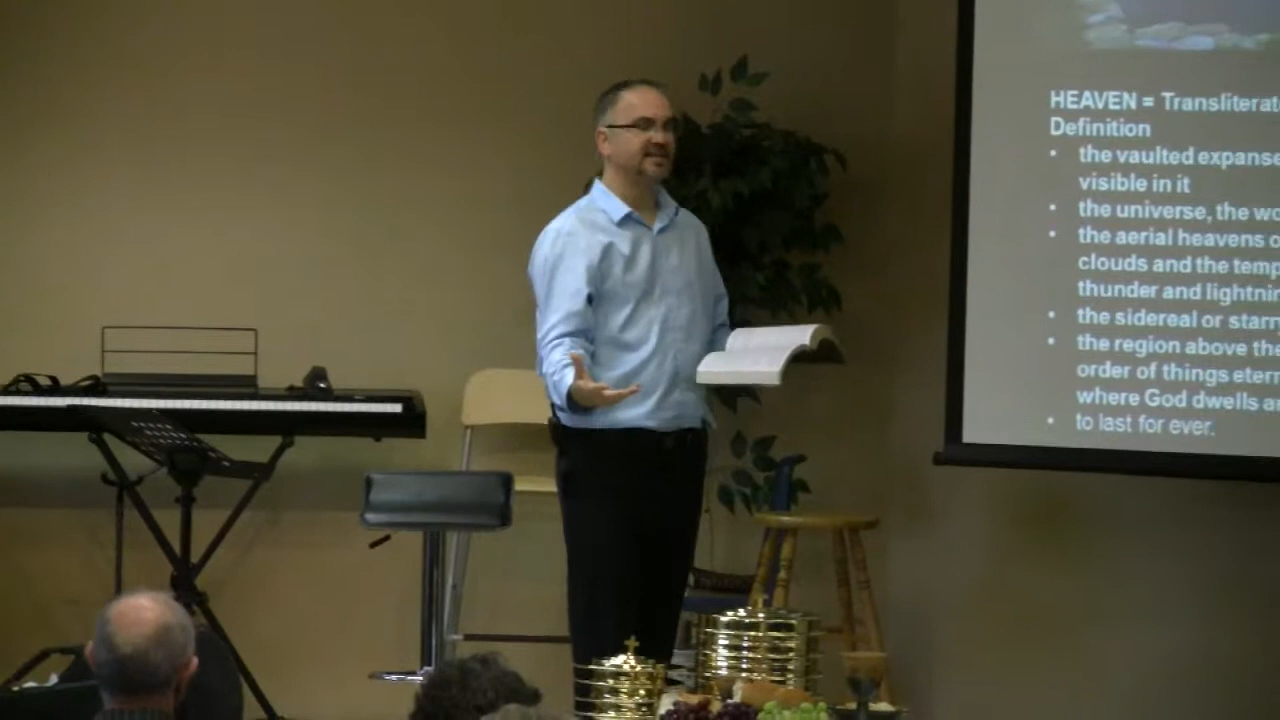 HEAVEN = Transliterat
Definition
• the vaulted expanse
visible in it
• the universe, the wo
• the aerial heavens o
clouds and the temp
thunder and lightnin
• the sidereal or starr
• the region above the
order of things etern
where God dwells a
• to last for ever.